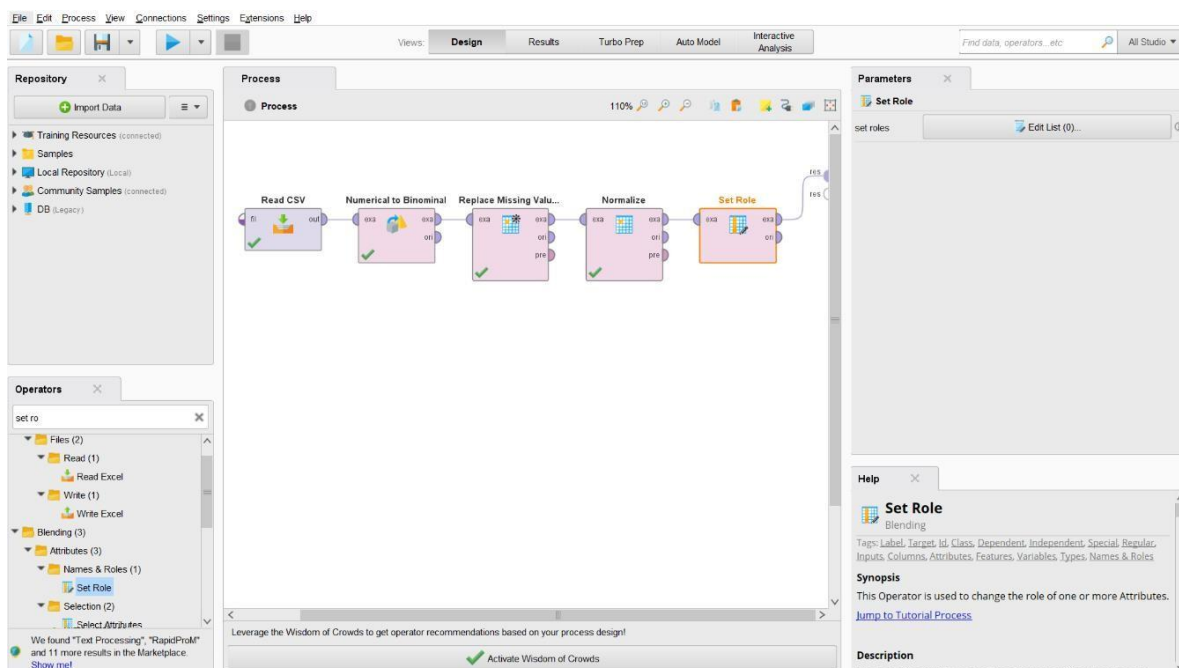 File Edit Process View Connections Settings Extensions Help
Views: Design Results Turbo Prep Auto Model Interactive Analysis
Find data, operators...etc
All Studio
Repository
Import Data
Training Resources (connected)
Samples
Local Repository (Local)
Community Samples (connected)
DB (Legacy)
Process
Process
110%
Read CSV
fil out
Numerical to Binominal
exa exa
ori
Replace Missing Valu...
exa exa
ori
pre
Normalize
exa exa
ori
pre
Set Role
exa exa
ori
res
res
Leverage the Wisdom of Crowds to get operator recommendations based on your process design!
Activate Wisdom of Crowds
Operators
set ro
Files (2)
Read (1)
Read Excel
Write (1)
Write Excel
Blending (3)
Attributes (3)
Names & Roles (1)
Set Role
Selection (2)
Select Attributes
We found "Text Processing", "RapidProM"
and 11 more results in the Marketplace.
Show me!
Parameters
Set Role
set roles
Edit List (0)...
Help
Set Role
Blending
Tags: Label, Target, Id, Class, Dependent, Independent, Special, Regular,
Inputs, Columns, Attributes, Features, Variables, Types, Names & Roles
Synopsis
This Operator is used to change the role of one or more Attributes.
Jump to Tutorial Process
Description